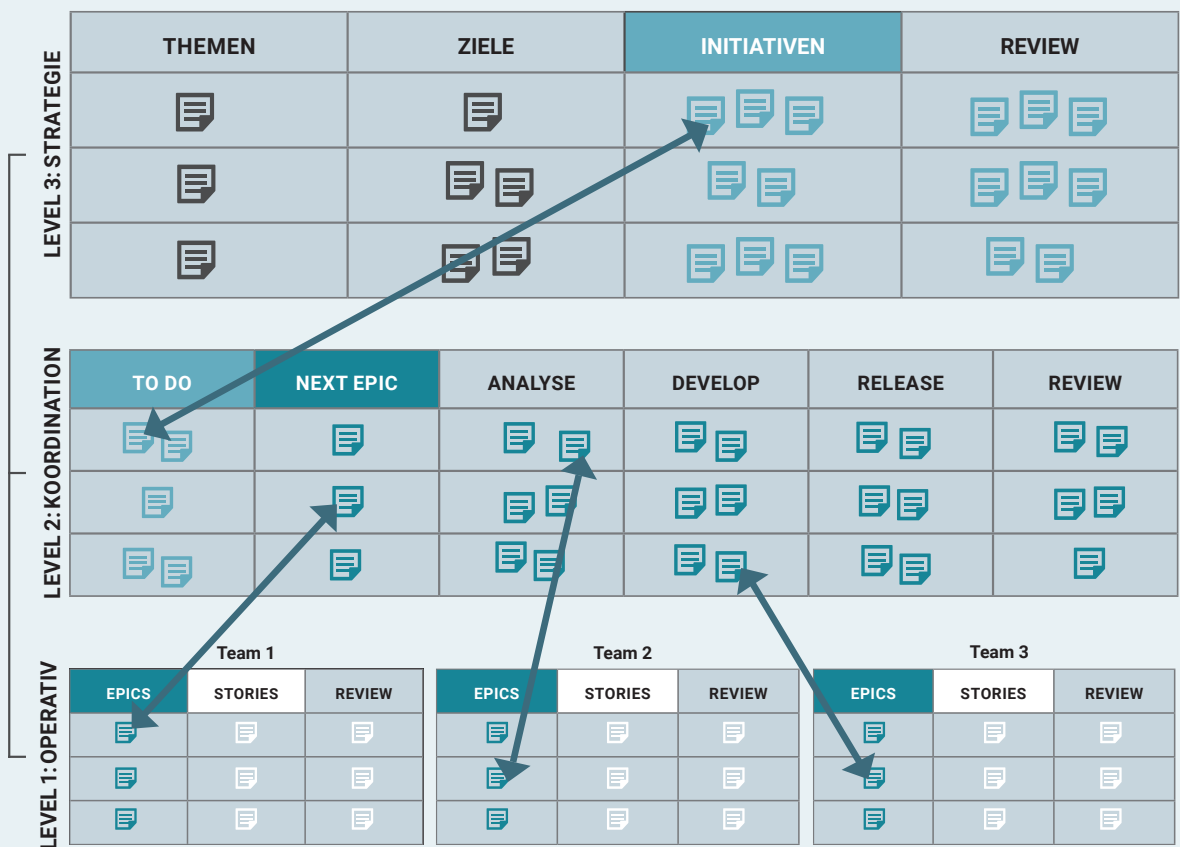 LEVEL 3: STRATEGIE
THEMEN
ZIELE
INITIATIVEN
REVIEW
LEVEL 2: KOORDINATION
TO DO
NEXT EPIC
ANALYSE
DEVELOP
RELEASE
REVIEW
LEVEL 1: OPERATIV
Team 1
EPICS
STORIES
REVIEW
Team 2
EPICS
STORIES
REVIEW
Team 3
EPICS
STORIES
REVIEW